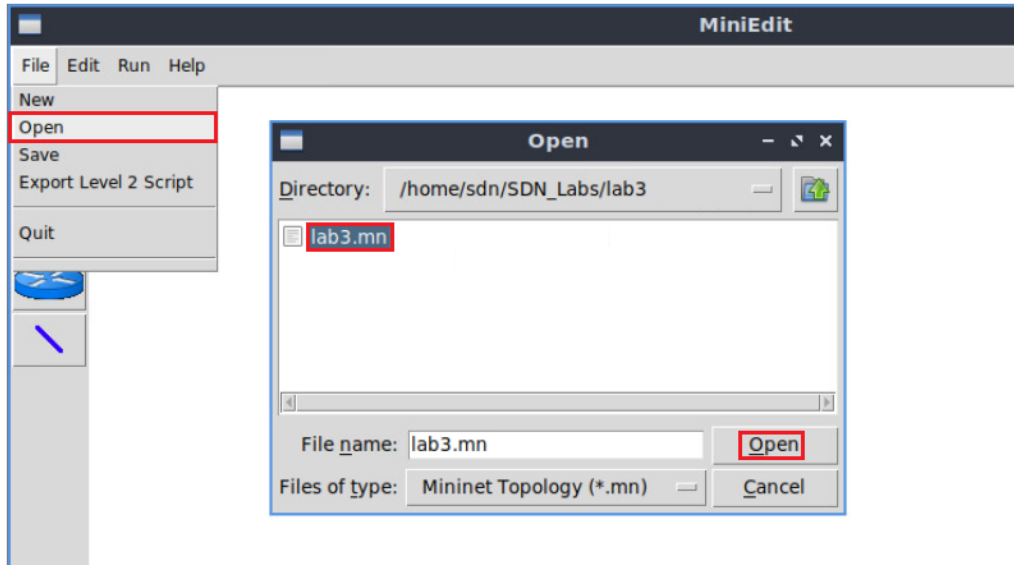 MiniEdit
File Edit Run Help
New
Open
Save
Export Level 2 Script
Quit
Open
Directory: /home/sdn/SDN_Labs/lab3
lab3.mn
File name: lab3.mn
Open
Files of type: Mininet Topology (*.mn)
Cancel